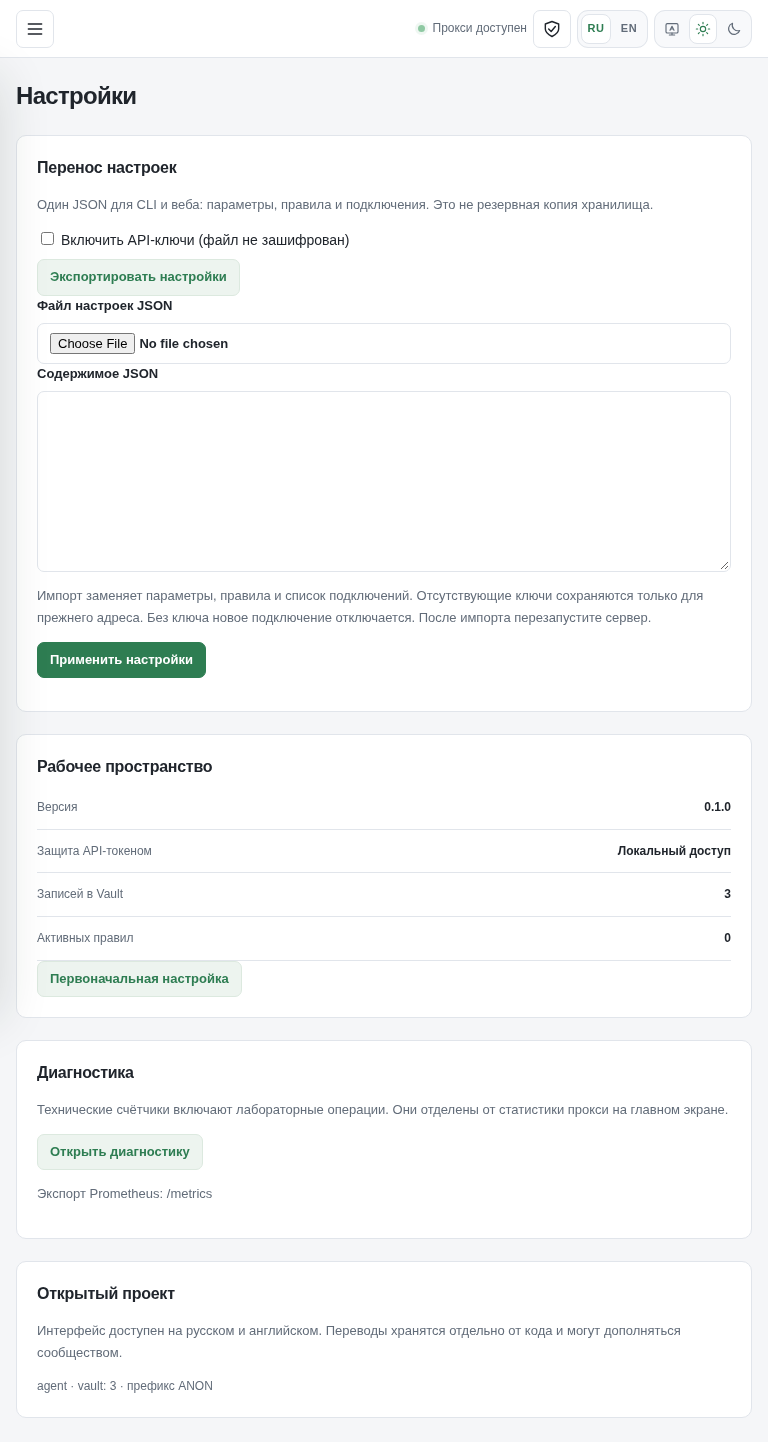 Прокси доступен
RU EN
Настройки
Перенос настроек
Один JSON для CLI и веба: параметры, правила и подключения. Это не резервная копия хранилища.
Включить API-ключи (файл не зашифрован)
Экспортировать настройки
Файл настроек JSON
Choose File No file chosen
Содержимое JSON
Импорт заменяет параметры, правила и список подключений. Отсутствующие ключи сохраняются только для
прежнего адреса. Без ключа новое подключение отключается. После импорта перезапустите сервер.
Применить настройки
Рабочее пространство
Версия 0.1.0
Защита API-токеном Локальный доступ
Записей в Vault 3
Активных правил 0
Первоначальная настройка
Диагностика
Технические счётчики включают лабораторные операции. Они отделены от статистики прокси на главном экране.
Открыть диагностику
Экспорт Prometheus: /metrics
Открытый проект
Интерфейс доступен на русском и английском. Переводы хранятся отдельно от кода и могут дополняться
сообществом.
agent · vault: 3 · префикс ANON